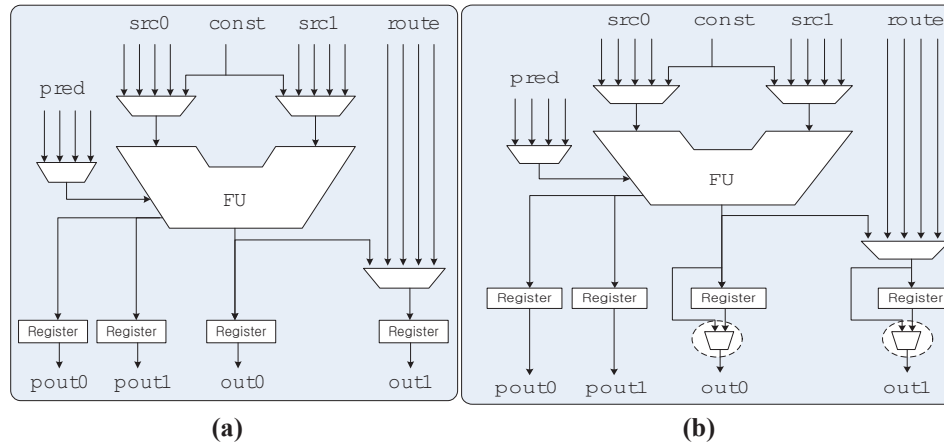 src0 const src1 route
pred
FU
Register Register Register Register
pout0 pout1 out0 out1
(a)
src0 const src1 route
pred
FU
Register Register Register Register
pout0 pout1 out0 out1
(b)